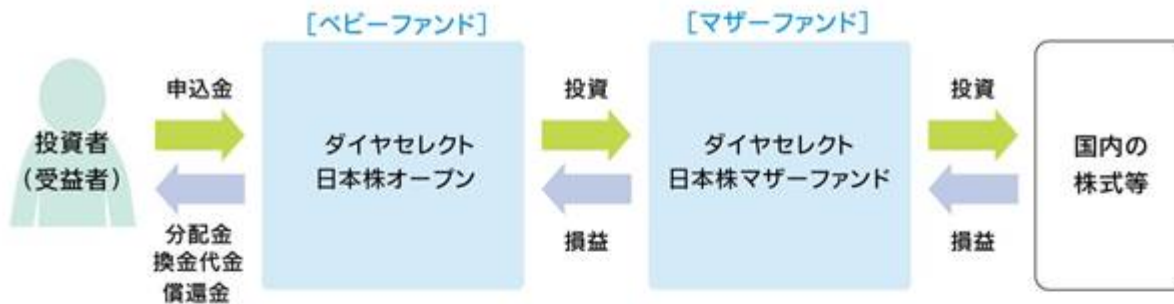 [ベビーファンド]
[マザーファンド]
申込金
投資
投資
投資者
(受益者)
ダイヤセレクト
日本株オープン
ダイヤセレクト
日本株マザーファンド
国内の
株式等
分配金
換金代金
償還金
損益
損益